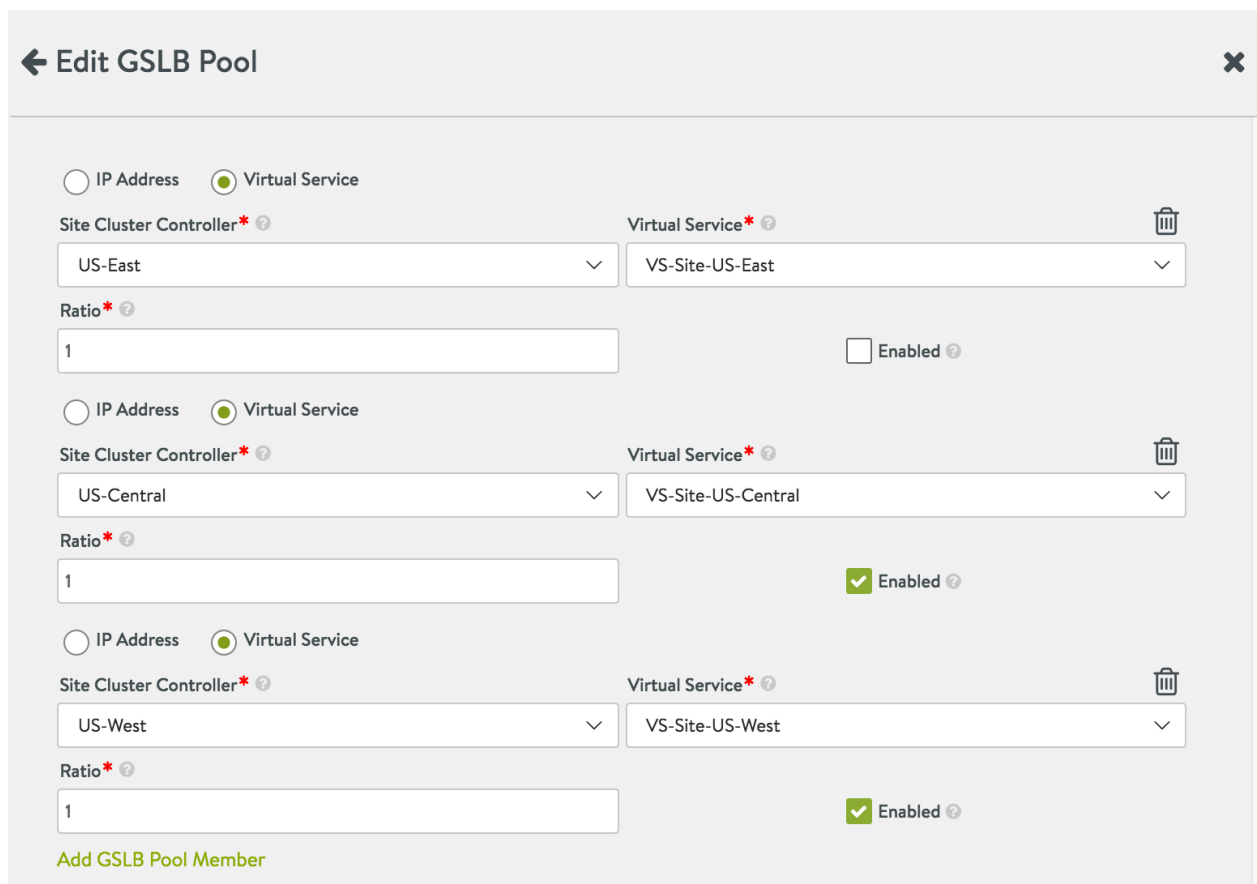 Edit GSLB Pool
IP Address Virtual Service
Site Cluster Controller* ? Virtual Service* ?
US-East VS-Site-US-East
Ratio* ?
1 Enabled ?
IP Address Virtual Service
Site Cluster Controller* ? Virtual Service* ?
US-Central VS-Site-US-Central
Ratio* ?
1 Enabled ?
IP Address Virtual Service
Site Cluster Controller* ? Virtual Service* ?
US-West VS-Site-US-West
Ratio* ?
1 Enabled ?
Add GSLB Pool Member